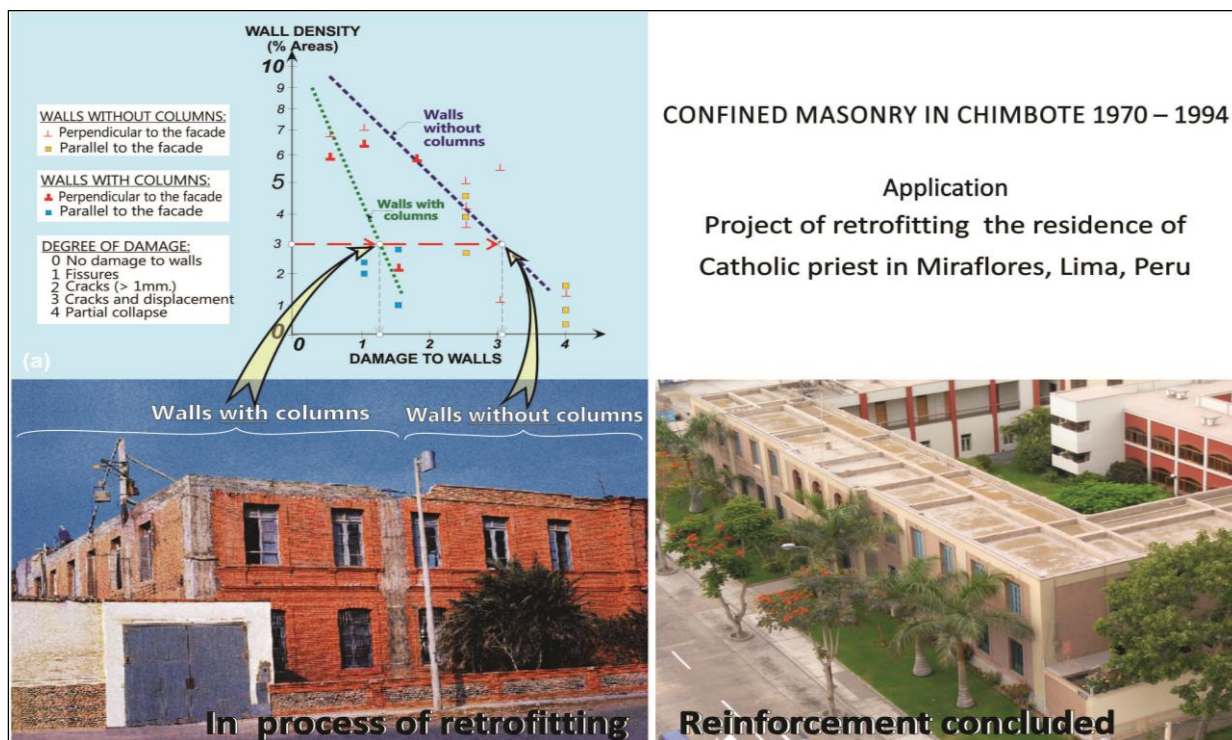 WALL DENSITY
(% Areas)
10
9
8
7
6
5
4
3
2
1
0
0
1
2
3
4
DAMAGE TO WALLS
Walls
without
columns
Walls with
columns
WALLS WITHOUT COLUMNS:
Perpendicular to the facade
Parallel to the facade
WALLS WITH COLUMNS:
Perpendicular to the facade
Parallel to the facade
DEGREE OF DAMAGE:
0 No damage to walls
1 Fissures
2 Cracks (> 1mm.)
3 Cracks and displacement
4 Partial collapse
(a)
CONFINED MASONRY IN CHIMBOTE 1970 – 1994
Application
Project of retrofitting the residence of
Catholic priest in Miraflores, Lima, Peru
Walls with columns
Walls without columns
In process of retrofitting
Reinforcement concluded